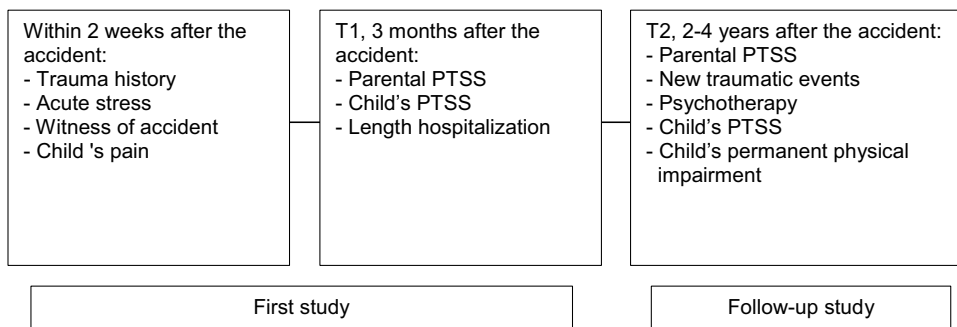 Within 2 weeks after the
accident:
- Trauma history
- Acute stress
- Witness of accident
- Child 's pain
T1, 3 months after the
accident:
- Parental PTSS
- Child's PTSS
- Length hospitalization
T2, 2-4 years after the accident:
- Parental PTSS
- New traumatic events
- Psychotherapy
- Child's PTSS
- Child's permanent physical
impairment
First study
Follow-up study